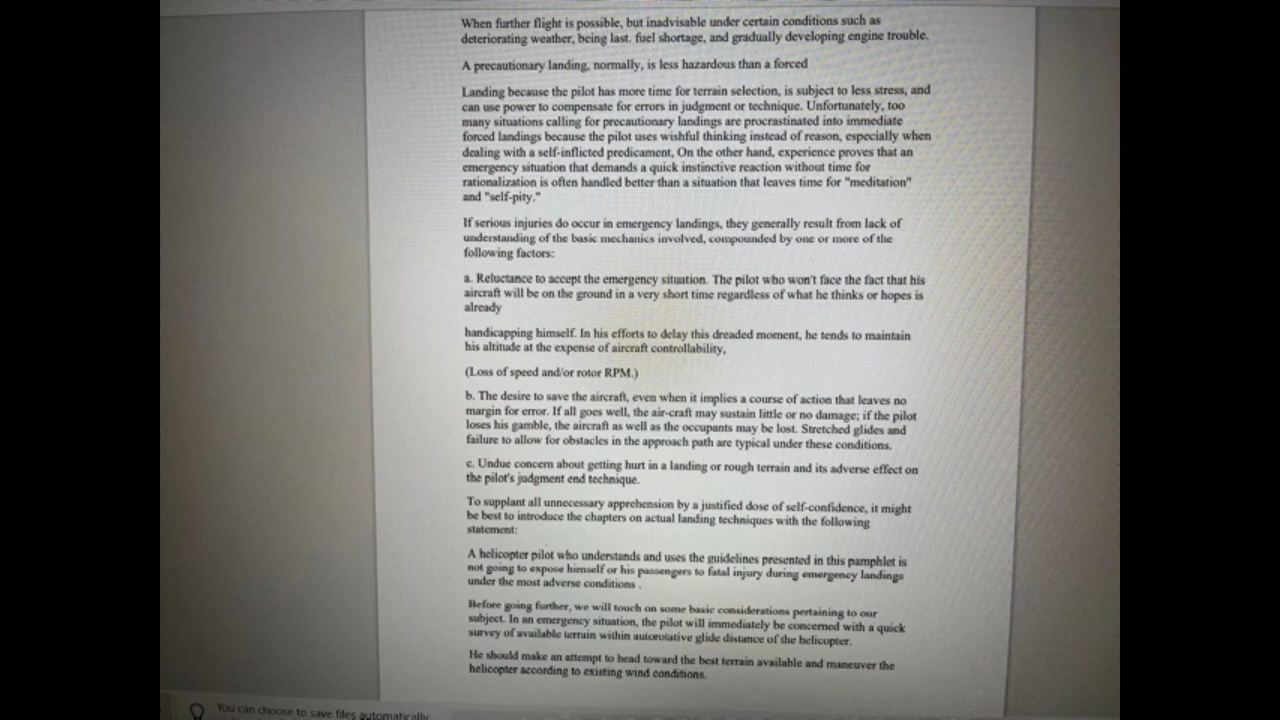 When further flight is possible, but inadvisable under certain conditions such as
deteriorating weather, being last. fuel shortage, and gradually developing engine trouble.
A precautionary landing, normally, is less hazardous than a forced
Landing because the pilot has more time for terrain selection, is subject to less stress, and
can use power to compensate for errors in judgment or technique. Unfortunately, too
many situations calling for precautionary landings are procrastinated into immediate
forced landings because the pilot uses wishful thinking instead of reason, especially when
dealing with a self-inflicted predicament, On the other hand, experience proves that an
emergency situation that demands a quick instinctive reaction without time for
rationalization is often handled better than a situation that leaves time for "meditation"
and "self-pity."
If serious injuries do occur in emergency landings, they generally result from lack of
understanding of the basic mechanics involved, compounded by one or more of the
following factors:
a. Reluctance to accept the emergency situation. The pilot who won't face the fact that his
aircraft will be on the ground in a very short time regardless of what he thinks or hopes is
already
handicapping himself. In his efforts to delay this dreaded moment, he tends to maintain
his altitude at the expense of aircraft controllability,
(Loss of speed and/or rotor RPM.)
b. The desire to save the aircraft, even when it implies a course of action that leaves no
margin for error. If all goes well, the air-craft may sustain little or no damage; if the pilot
loses his gamble, the aircraft as well as the occupants may be lost. Stretched glides and
failure to allow for obstacles in the approach path are typical under these conditions.
c. Undue concern about getting hurt in a landing or rough terrain and its adverse effect on
the pilot's judgment end technique.
To supplant all unnecessary apprehension by a justified dose of self-confidence, it might
be best to introduce the chapters on actual landing techniques with the following
statement:
A helicopter pilot who understands and uses the guidelines presented in this pamphlet is
not going to expose himself or his passengers to fatal injury during emergency landings
under the most adverse conditions .
Before going further, we will touch on some basic considerations pertaining to our
subject. In an emergency situation, the pilot will immediately be concerned with a quick
survey of available terrain within autorotative glide distance of the helicopter.
He should make an attempt to head toward the best terrain available and maneuver the
helicopter according to existing wind conditions.
You can choose to save files automatically